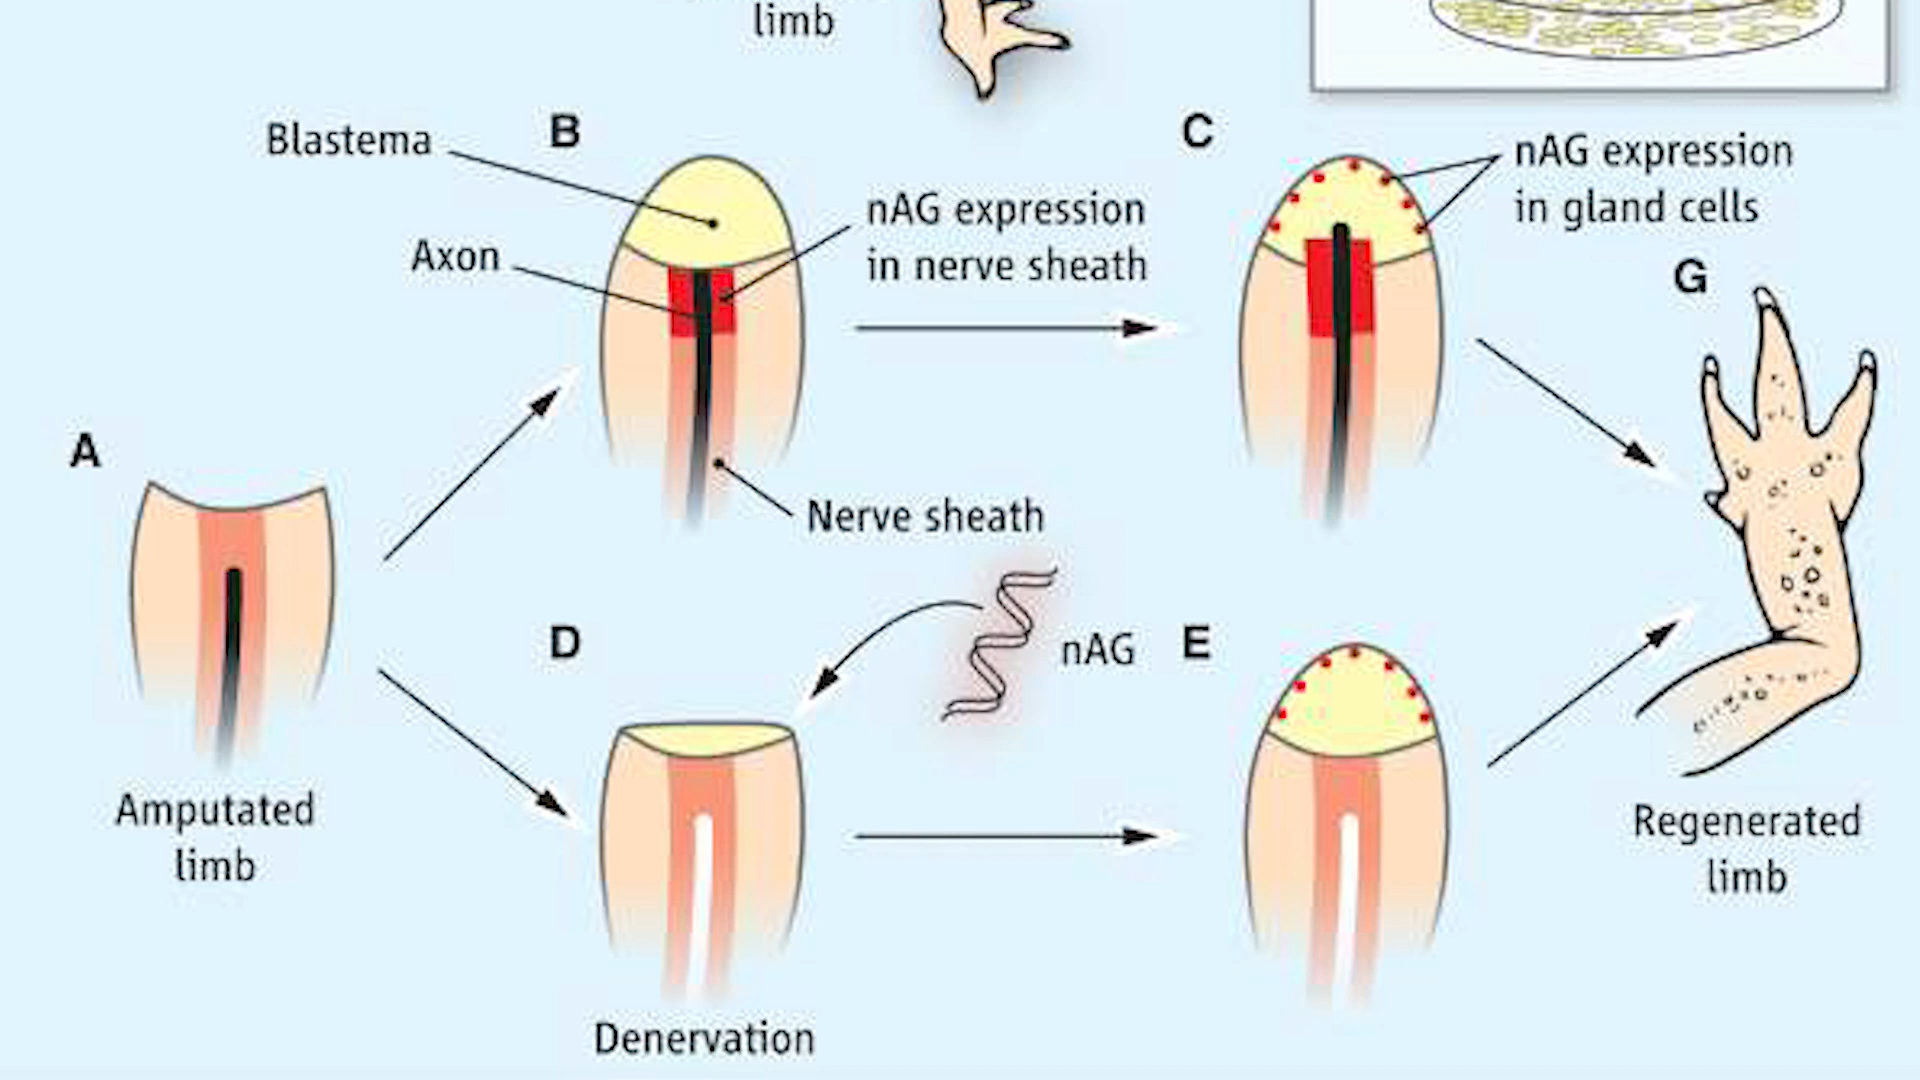 limb
Blastema
B
C
nAG expression
in gland cells
nAG expression
in nerve sheath
Axon
G
A
Nerve sheath
D
nAG
E
Amputated
limb
Regenerated
limb
Denervation